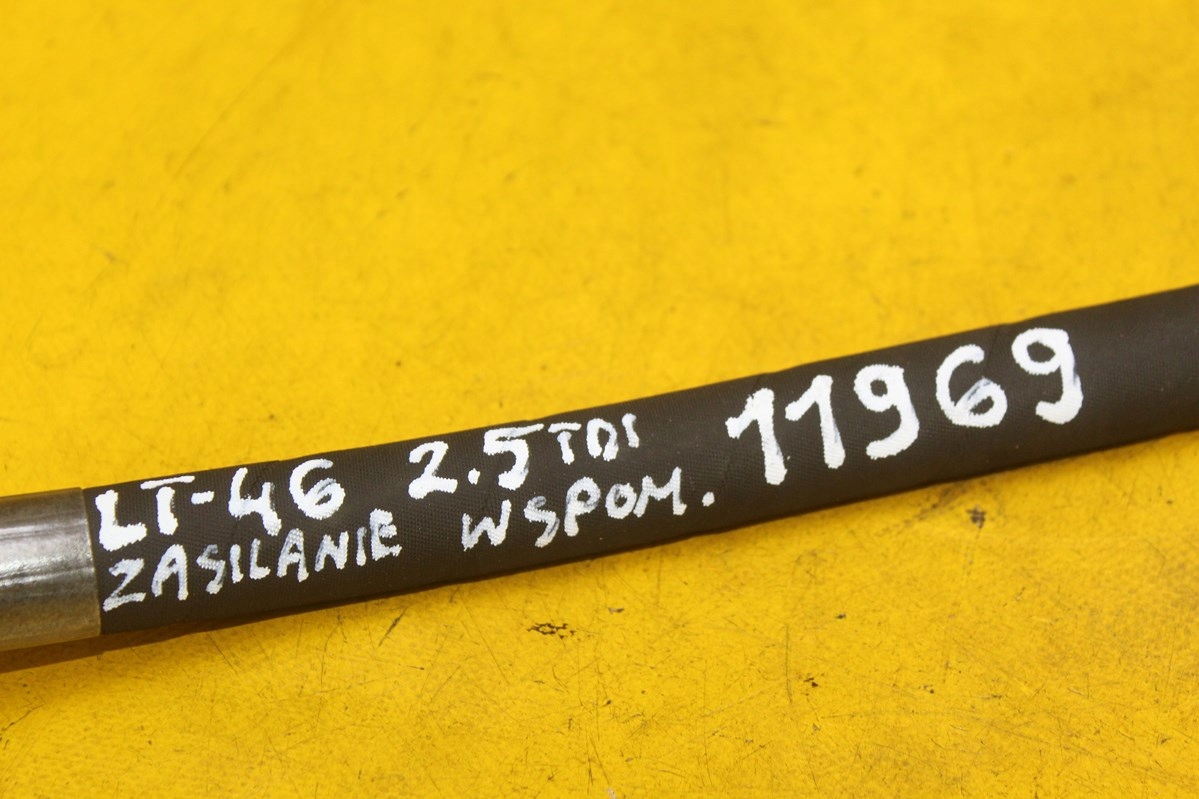 LT-46 2.5 TDI
ZASILANIE WSPOM. 11969